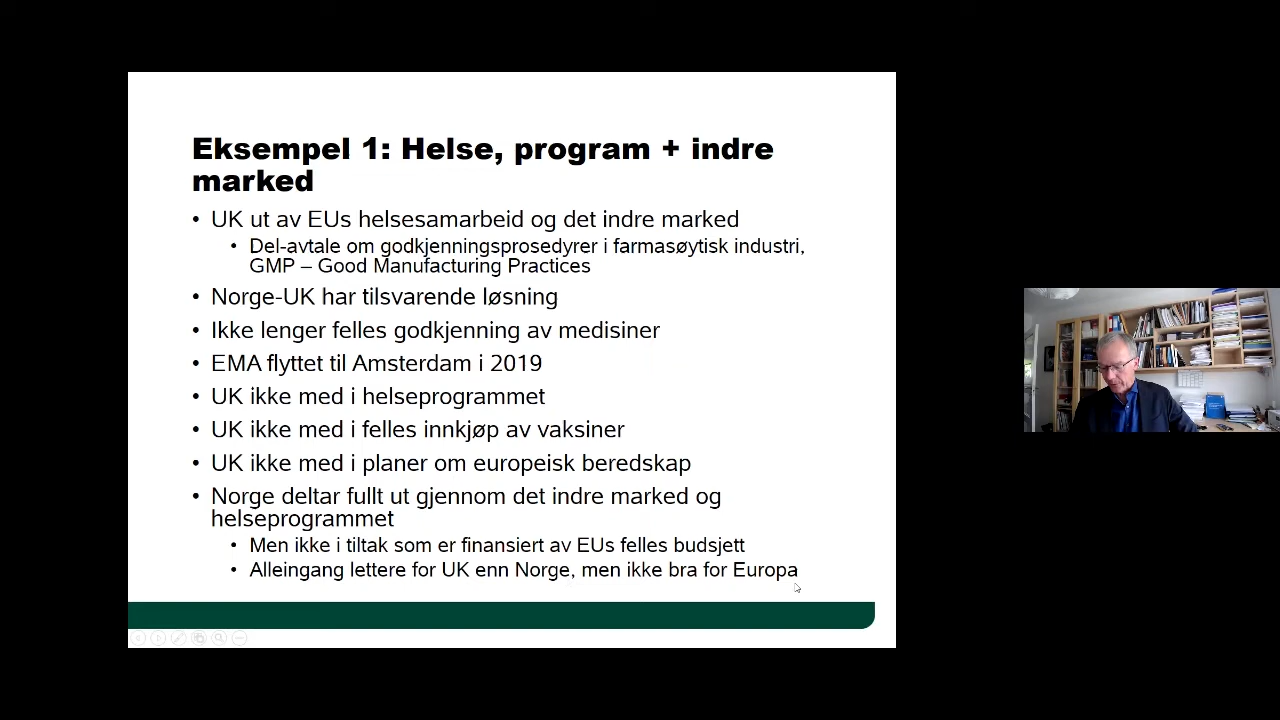 Eksempel 1: Helse, program + indre
marked
• UK ut av EUs helsesamarbeid og det indre marked
• Del-avtale om godkjenningsprosedyrer i farmasøytisk industri,
GMP – Good Manufacturing Practices
• Norge-UK har tilsvarende løsning
• Ikke lenger felles godkjenning av medisiner
• EMA flyttet til Amsterdam i 2019
• UK ikke med i helseprogrammet
• UK ikke med i felles innkjøp av vaksiner
• UK ikke med i planer om europeisk beredskap
• Norge deltar fullt ut gjennom det indre marked og
helseprogrammet
• Men ikke i tiltak som er finansiert av EUs felles budsjett
• Alleingang lettere for UK enn Norge, men ikke bra for Europa